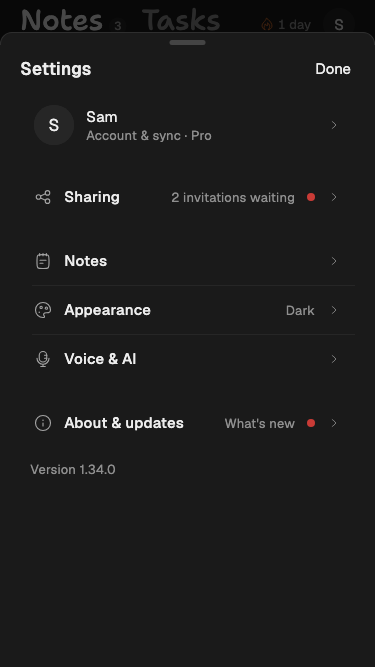 Notes 3 Tasks 1 day S
Settings Done
S
Sam
Account & sync · Pro
Sharing 2 invitations waiting
Notes
Appearance Dark
Voice & AI
About & updates What's new
Version 1.34.0